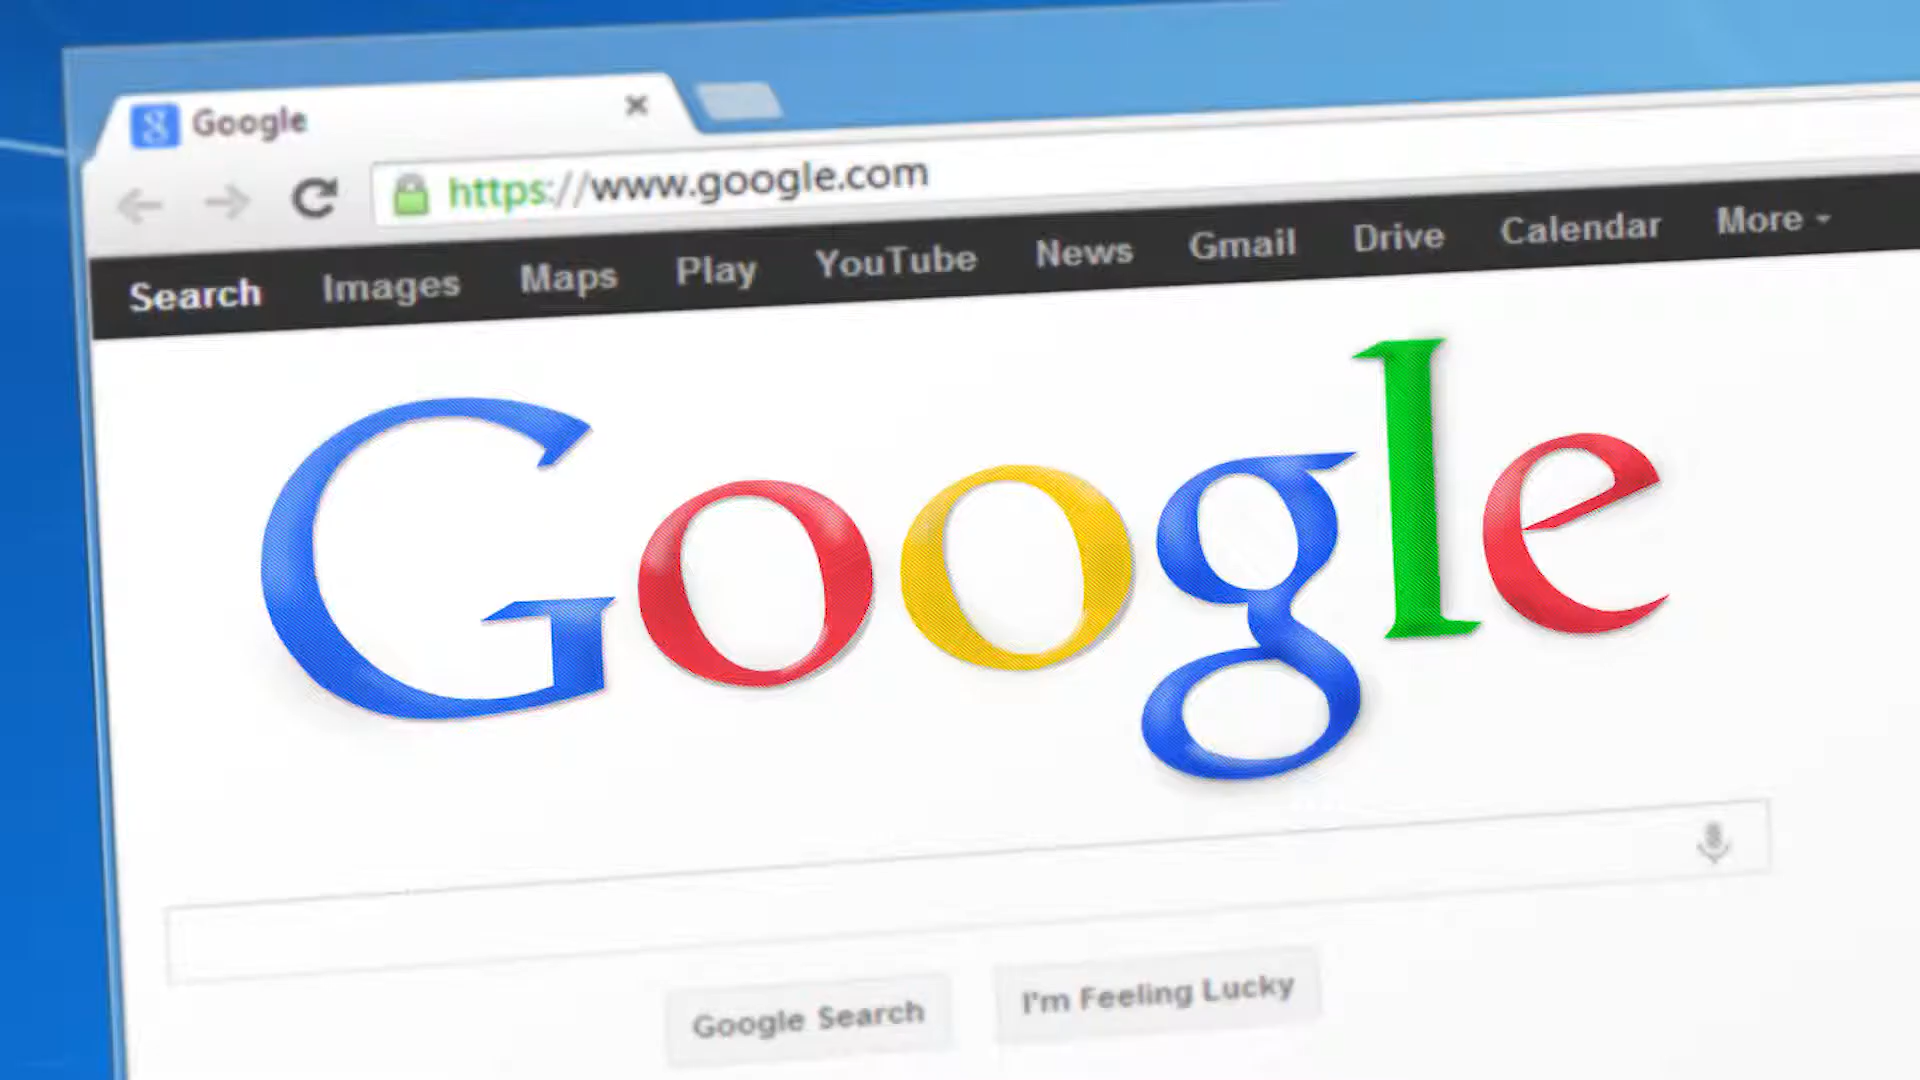 g Google
https://www.google.com
Search Images Maps Play YouTube News Gmail Drive Calendar More
Google
Google Search I'm Feeling Lucky